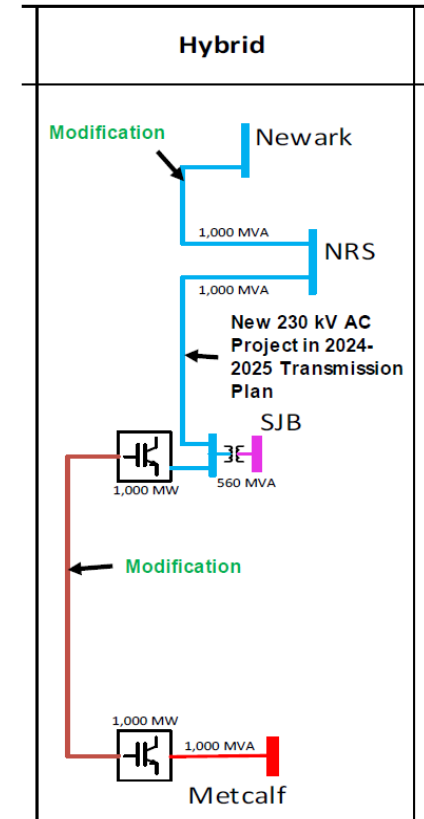 Hybrid
Modification
Newark
1,000 MVA
NRS
1,000 MVA
New 230 kV AC
Project in 2024-
2025 Transmission
Plan
SJB
1,000 MW
560 MVA
Modification
1,000 MW
1,000 MVA
Metcalf